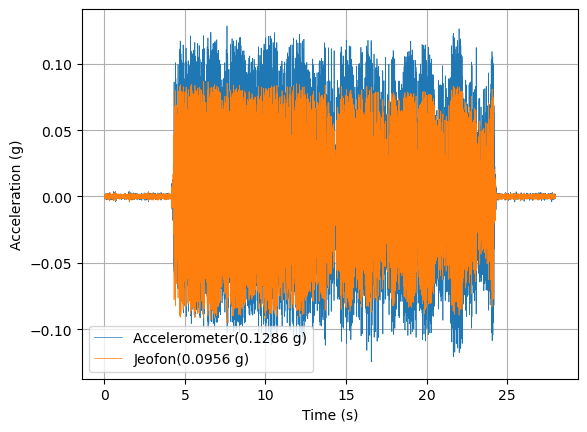 0.10
0.05
0.00
−0.05
−0.10
Acceleration (g)
Accelerometer(0.1286 g)
Jeofon(0.0956 g)
0 5 10 15 20 25
Time (s)